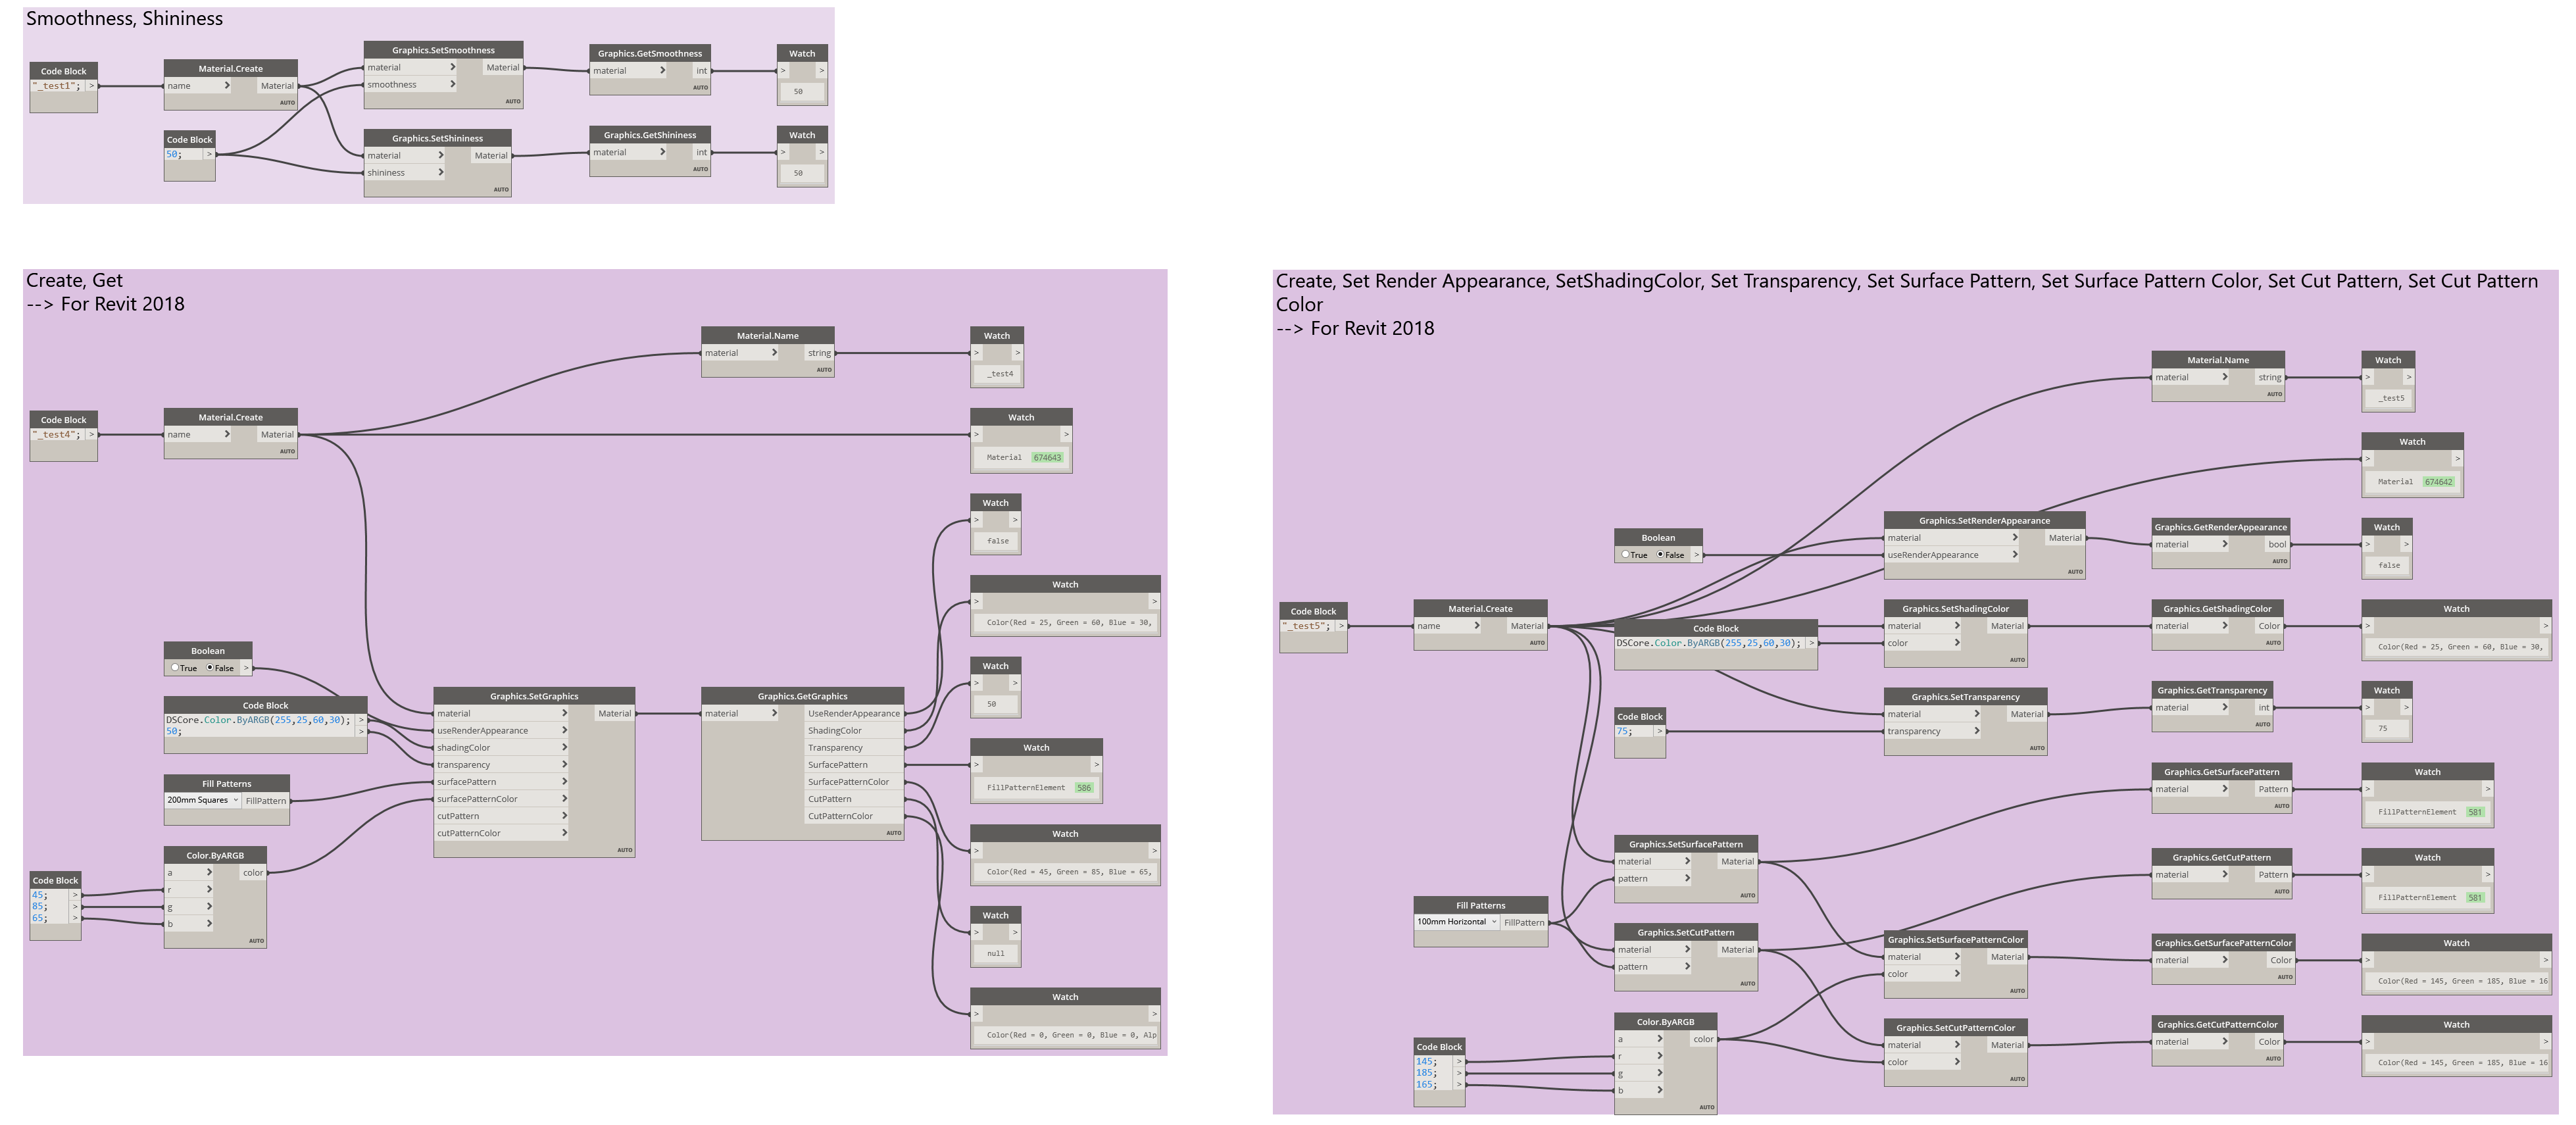 Smoothness, Shininess
Code Block
"_test1"; >
Material.Create
name > Material
AUTO
Code Block
50; >
Graphics.SetSmoothness
material > Material
smoothness >
AUTO
Graphics.SetShininess
material > Material
shininess >
AUTO
Graphics.GetSmoothness
material > int
AUTO
Graphics.GetShininess
material > int
AUTO
Watch
> >
50
Watch
> >
50
Create, Get
--> For Revit 2018
Code Block
"_test4"; >
Material.Create
name > Material
AUTO
Material.Name
material > string
AUTO
Watch
> >
_test4
Watch
> >
Material 674643
Boolean
True False >
Code Block
DSCore.Color.ByARGB(255,25,60,30); >
50; >
Fill Patterns
200mm Squares FillPattern
Code Block
45; >
85; >
65; >
Color.ByARGB
a > color
r >
g >
b >
AUTO
Graphics.SetGraphics
material > Material
useRenderAppearance >
shadingColor >
transparency >
surfacePattern >
surfacePatternColor >
cutPattern >
cutPatternColor >
AUTO
Graphics.GetGraphics
material > UseRenderAppearance
ShadingColor
Transparency
SurfacePattern
SurfacePatternColor
CutPattern
CutPatternColor
AUTO
Watch
> >
false
Watch
> >
Color(Red = 25, Green = 60, Blue = 30,
Watch
> >
50
Watch
> >
FillPatternElement 586
Watch
> >
Color(Red = 45, Green = 85, Blue = 65,
Watch
> >
null
Watch
> >
Color(Red = 0, Green = 0, Blue = 0, Alp
Create, Set Render Appearance, SetShadingColor, Set Transparency, Set Surface Pattern, Set Surface Pattern Color, Set Cut Pattern, Set Cut Pattern
Color
--> For Revit 2018
Code Block
"_test5"; >
Material.Create
name > Material
AUTO
Material.Name
material > string
AUTO
Watch
> >
_test5
Watch
> >
Material 674642
Boolean
True False >
Graphics.SetRenderAppearance
material > Material
useRenderAppearance >
AUTO
Graphics.GetRenderAppearance
material > bool
AUTO
Watch
> >
false
Code Block
DSCore.Color.ByARGB(255,25,60,30); >
Graphics.SetShadingColor
material > Material
color >
AUTO
Graphics.GetShadingColor
material > Color
AUTO
Watch
> >
Color(Red = 25, Green = 60, Blue = 30,
Code Block
75; >
Graphics.SetTransparency
material > Material
transparency >
AUTO
Graphics.GetTransparency
material > int
AUTO
Watch
> >
75
Fill Patterns
100mm Horizontal FillPattern
Graphics.SetSurfacePattern
material > Material
pattern >
AUTO
Graphics.GetSurfacePattern
material > Pattern
AUTO
Watch
> >
FillPatternElement 581
Graphics.SetCutPattern
material > Material
pattern >
AUTO
Graphics.GetCutPattern
material > Pattern
AUTO
Watch
> >
FillPatternElement 581
Code Block
145; >
185; >
165; >
Color.ByARGB
a > color
r >
g >
b >
AUTO
Graphics.SetSurfacePatternColor
material > Material
color >
AUTO
Graphics.GetSurfacePatternColor
material > Color
AUTO
Watch
> >
Color(Red = 145, Green = 185, Blue = 16
Graphics.SetCutPatternColor
material > Material
color >
AUTO
Graphics.GetCutPatternColor
material > Color
AUTO
Watch
> >
Color(Red = 145, Green = 185, Blue = 16